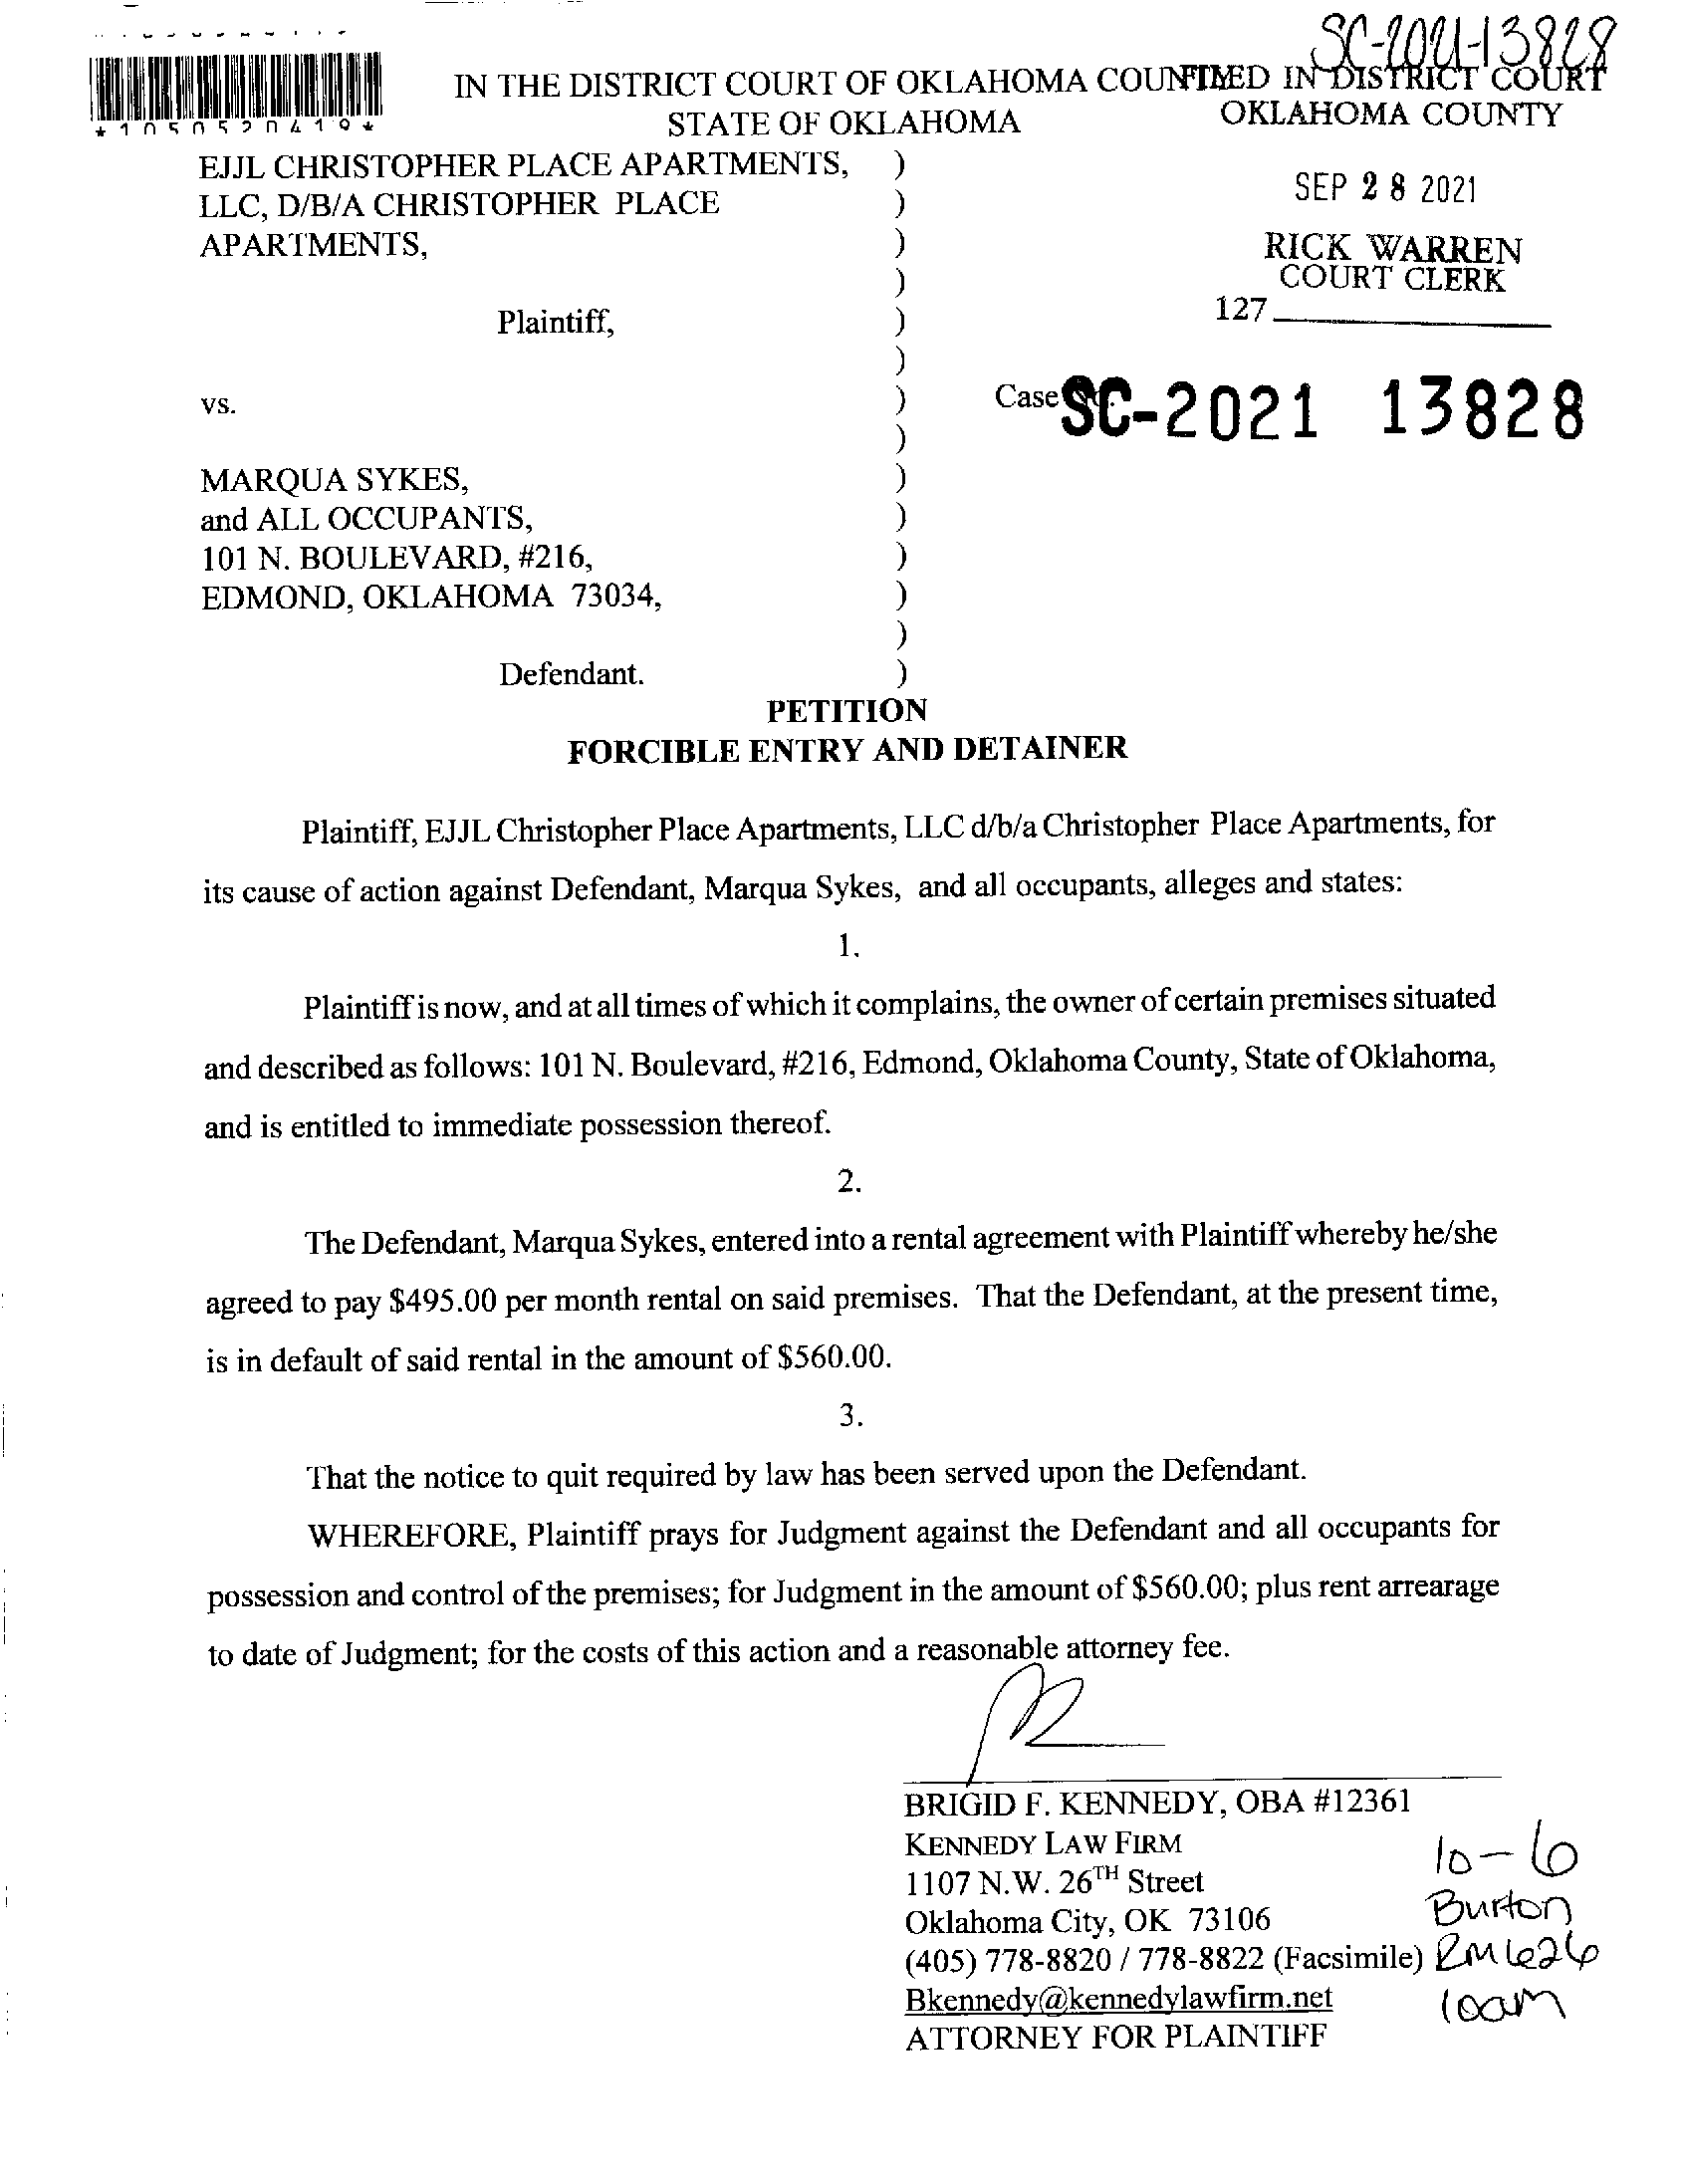 SC-2021-13828
IN THE DISTRICT COURT OF OKLAHOMA COUNTY
STATE OF OKLAHOMA
FILED IN DISTRICT COURT
OKLAHOMA COUNTY
*1050520419*
SEP 28 2021
RICK WARREN
COURT CLERK
127
EJJL CHRISTOPHER PLACE APARTMENTS, )
LLC, D/B/A CHRISTOPHER PLACE )
APARTMENTS, )
)
Plaintiff, )
)
vs. ) Case No. SC-2021 13828
)
MARQUA SYKES, )
and ALL OCCUPANTS, )
101 N. BOULEVARD, #216, )
EDMOND, OKLAHOMA 73034, )
)
Defendant. )
PETITION
FORCIBLE ENTRY AND DETAINER
Plaintiff, EJJL Christopher Place Apartments, LLC d/b/a Christopher Place Apartments, for
its cause of action against Defendant, Marqua Sykes, and all occupants, alleges and states:
1.
Plaintiff is now, and at all times of which it complains, the owner of certain premises situated
and described as follows: 101 N. Boulevard, #216, Edmond, Oklahoma County, State of Oklahoma,
and is entitled to immediate possession thereof.
2.
The Defendant, Marqua Sykes, entered into a rental agreement with Plaintiff whereby he/she
agreed to pay $495.00 per month rental on said premises. That the Defendant, at the present time,
is in default of said rental in the amount of $560.00.
3.
That the notice to quit required by law has been served upon the Defendant.
WHEREFORE, Plaintiff prays for Judgment against the Defendant and all occupants for
possession and control of the premises; for Judgment in the amount of $560.00; plus rent arrearage
to date of Judgment; for the costs of this action and a reasonable attorney fee.
BRIGID F. KENNEDY, OBA #12361
KENNEDY LAW FIRM
1107 N.W. 26TH Street
Oklahoma City, OK 73106
(405) 778-8820 / 778-8822 (Facsimile)
Bkennedy@kennedylawfirm.net
ATTORNEY FOR PLAINTIFF
10-6
Burton
RM 626
10am